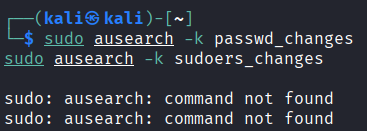 ┌──(kali㉿kali)-[~]
└─$ sudo ausearch -k passwd_changes
sudo ausearch -k sudoers_changes
sudo: ausearch: command not found
sudo: ausearch: command not found